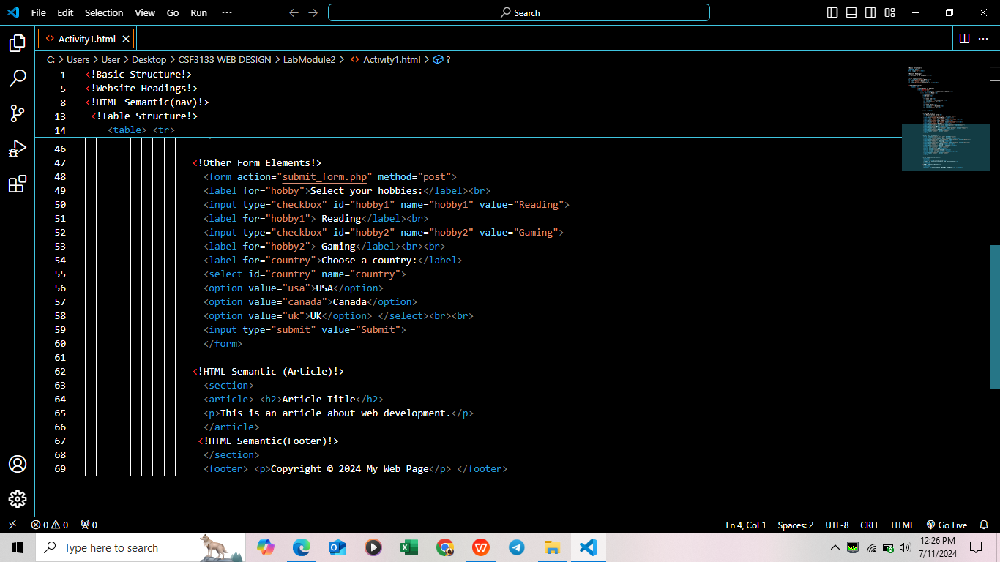 File Edit Selection View Go Run ··· Search
Activity1.html
C: > Users > User > Desktop > CSF3133 WEB DESIGN > LabModule2 > Activity1.html > ?
1 <!Basic Structure!>
5 <!Website Headings!>
8 <!HTML Semantic(nav)!>
13 <!Table Structure!>
14 <table> <tr>
46
47 <!Other Form Elements!>
48 <form action="submit_form.php" method="post">
49 <label for="hobby">Select your hobbies:</label><br>
50 <input type="checkbox" id="hobby1" name="hobby1" value="Reading">
51 <label for="hobby1"> Reading</label><br>
52 <input type="checkbox" id="hobby2" name="hobby2" value="Gaming">
53 <label for="hobby2"> Gaming</label><br><br>
54 <label for="country">Choose a country:</label>
55 <select id="country" name="country">
56 <option value="usa">USA</option>
57 <option value="canada">Canada</option>
58 <option value="uk">UK</option> </select><br><br>
59 <input type="submit" value="Submit">
60 </form>
61
62 <!HTML Semantic (Article)!>
63 <section>
64 <article> <h2>Article Title</h2>
65 <p>This is an article about web development.</p>
66 </article>
67 <!HTML Semantic(Footer)!>
68 </section>
69 <footer> <p>Copyright © 2024 My Web Page</p> </footer>
0 0 0 Ln 4, Col 1 Spaces: 2 UTF-8 CRLF HTML Go Live
Type here to search
12:26 PM
7/11/2024